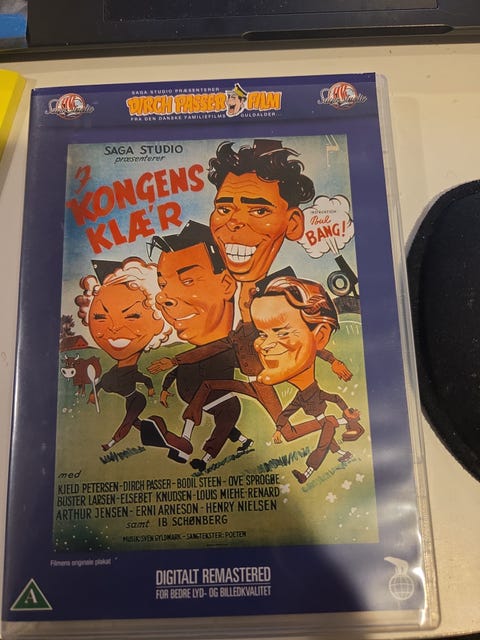 SAGA STUDIO PRÆSENTERER
DIRCH PASSER FILM
FRA DEN DANSKE FAMILIEFILMS GULDALDER...
SAGA STUDIO
præsenterer
I
KONGENS
KLÆR
INSTRUKTION
Poul
BANG!
med
KJELD PETERSEN - DIRCH PASSER - BODIL STEEN - OVE SPROGØE
BUSTER LARSEN - ELSEBET KNUDSEN - LOUIS MIEHE-RENARD
ARTHUR JENSEN - ERNI ARNESON - HENRY NIELSEN
samt IB SCHØNBERG
MUSIK: SVEN GYLDMARK - SANGTEKSTER: POETEN
Filmens originale plakat
DIGITALT REMASTERED
FOR BEDRE LYD- OG BILLEDKVALITET
A